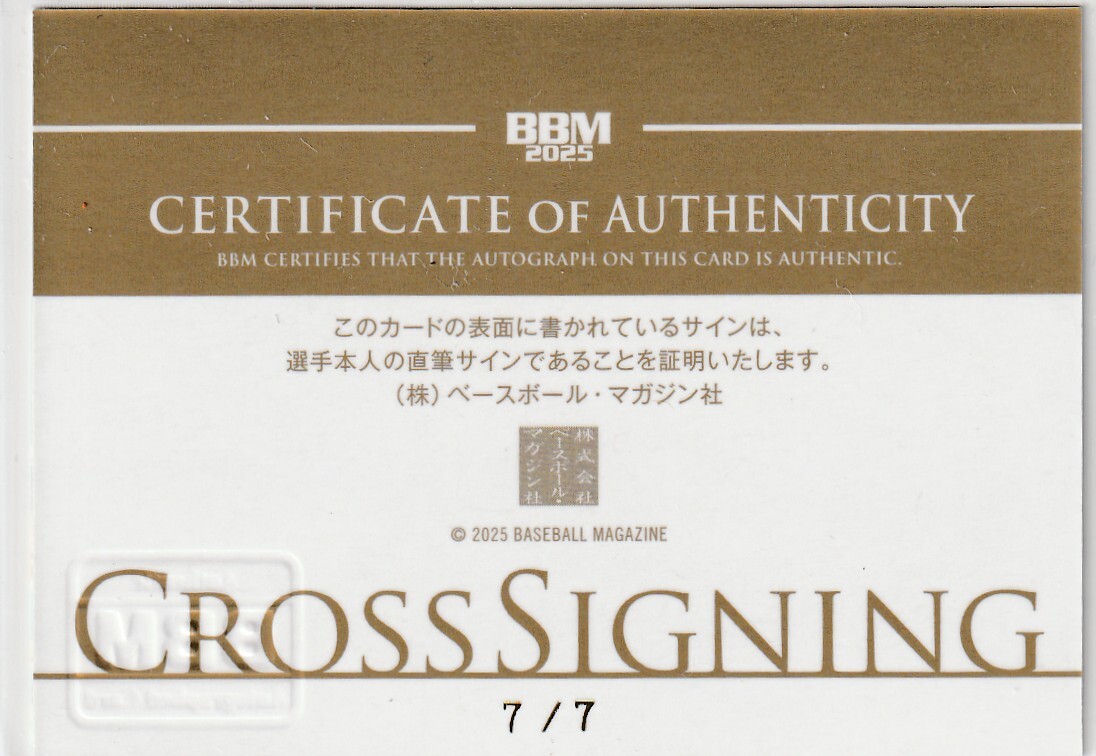 BBM
2025
CERTIFICATE OF AUTHENTICITY
BBM CERTIFIES THAT THE AUTOGRAPH ON THIS CARD IS AUTHENTIC.
このカードの表面に書かれているサインは、
選手本人の直筆サインであることを証明いたします。
（株）ベースボール・マガジン社
株式会社
ベースボール・
マガジン社
© 2025 BASEBALL MAGAZINE
CROSSSIGNING
7 / 7